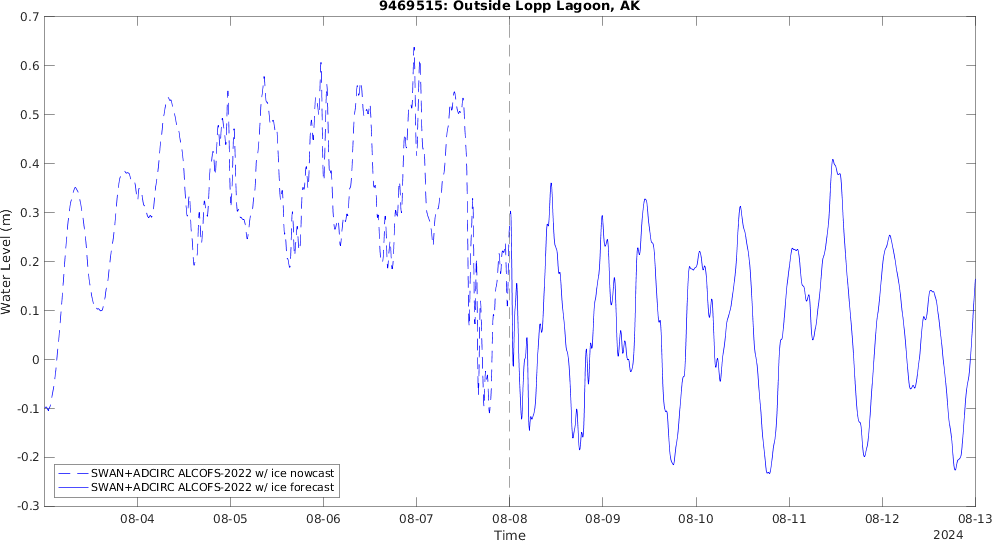 9469515: Outside Lopp Lagoon, AK
0.7
0.6
0.5
0.4
0.3
0.2
0.1
0
-0.1
-0.2
-0.3
Water Level (m)
SWAN+ADCIRC ALCOFS-2022 w/ ice nowcast
SWAN+ADCIRC ALCOFS-2022 w/ ice forecast
08-04 08-05 08-06 08-07 08-08 08-09 08-10 08-11 08-12 08-13
Time
2024